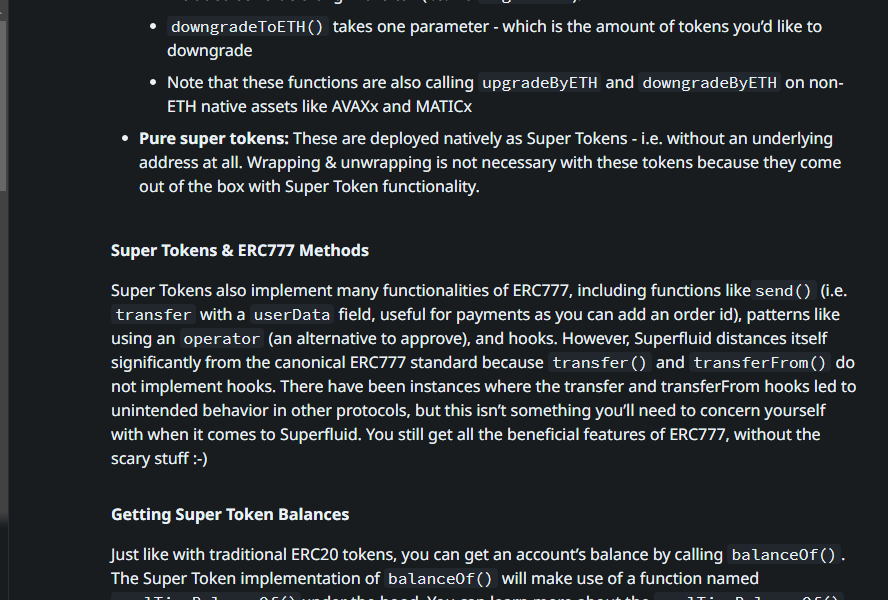 downgradeToETH() takes one parameter - which is the amount of tokens you’d like to
downgrade
Note that these functions are also calling upgradeByETH and downgradeByETH on non-
ETH native assets like AVAXx and MATICx
Pure super tokens: These are deployed natively as Super Tokens - i.e. without an underlying
address at all. Wrapping & unwrapping is not necessary with these tokens because they come
out of the box with Super Token functionality.
Super Tokens & ERC777 Methods
Super Tokens also implement many functionalities of ERC777, including functions like send() (i.e.
transfer with a userData field, useful for payments as you can add an order id), patterns like
using an operator (an alternative to approve), and hooks. However, Superfluid distances itself
significantly from the canonical ERC777 standard because transfer() and transferFrom() do
not implement hooks. There have been instances where the transfer and transferFrom hooks led to
unintended behavior in other protocols, but this isn’t something you’ll need to concern yourself
with when it comes to Superfluid. You still get all the beneficial features of ERC777, without the
scary stuff :-)
Getting Super Token Balances
Just like with traditional ERC20 tokens, you can get an account’s balance by calling balanceOf().
The Super Token implementation of balanceOf() will make use of a function named
under the hood. You can learn more about the